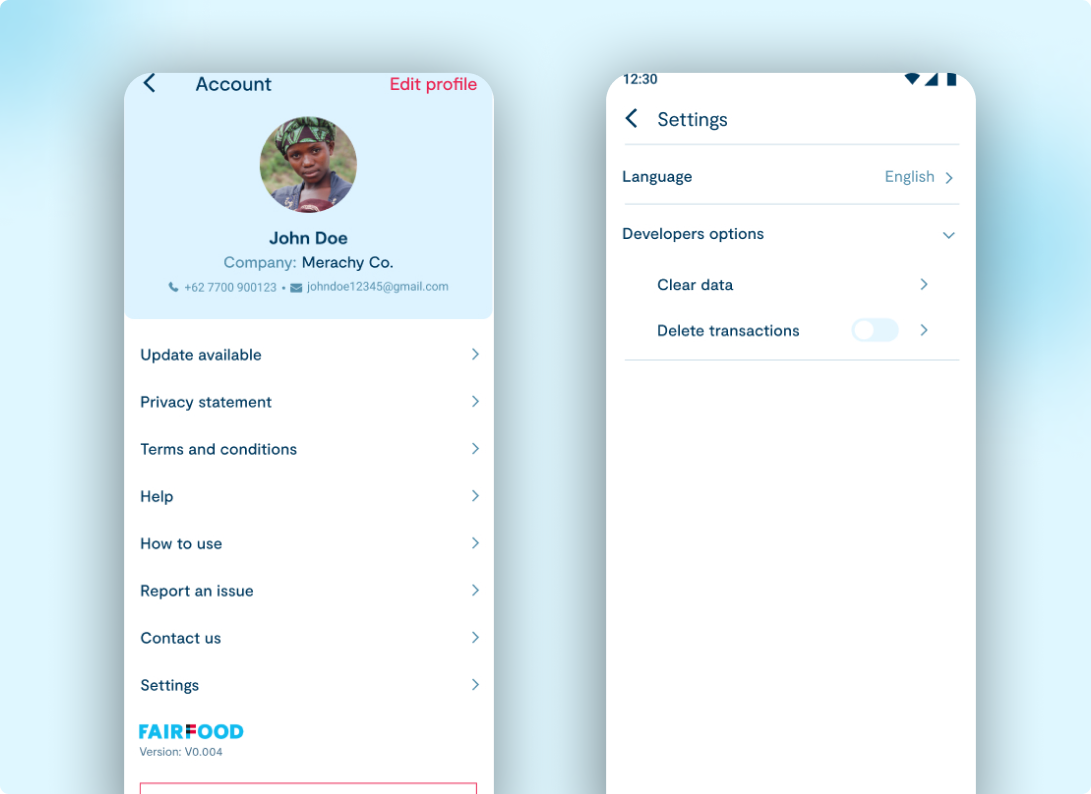 Account
Edit profile
John Doe
Company: Merachy Co.
+62 7700 900123 • johndoe12345@gmail.com
Update available
Privacy statement
Terms and conditions
Help
How to use
Report an issue
Contact us
Settings
FAIRFOOD
Version: V0.004
12:30
Settings
Language English
Developers options
Clear data
Delete transactions